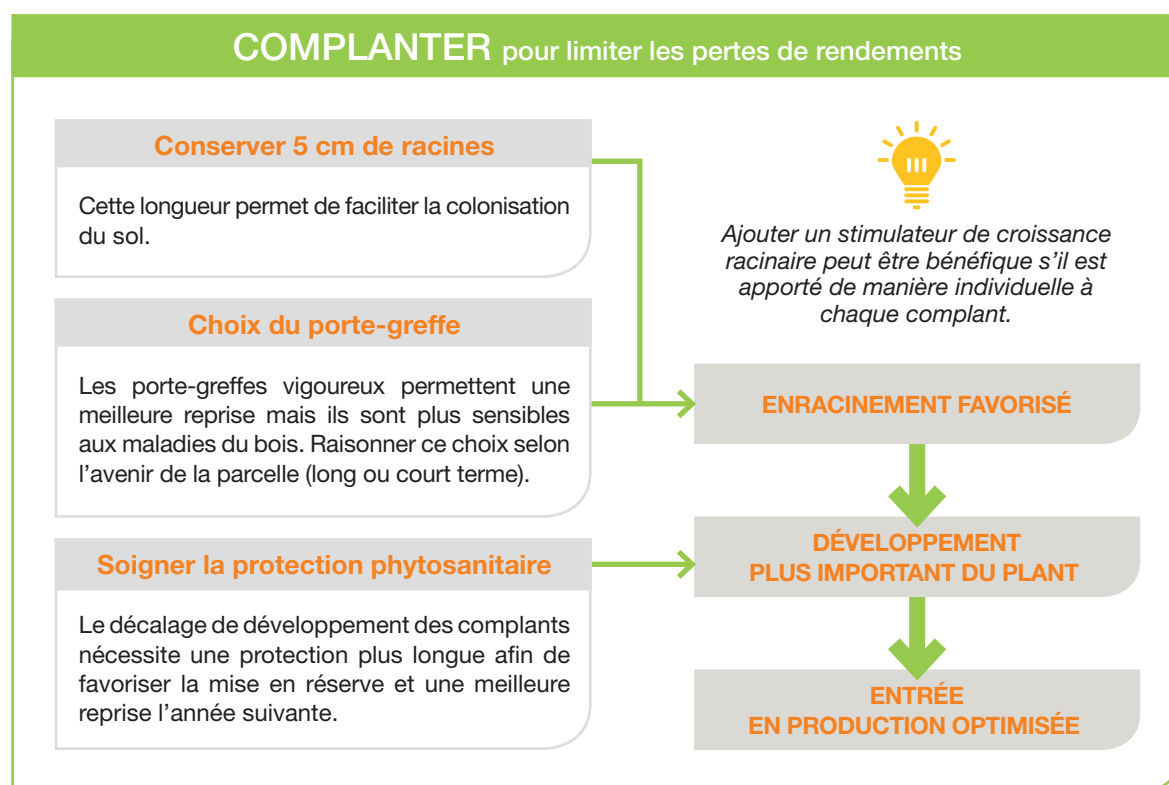 COMPLANTER pour limiter les pertes de rendements
Conserver 5 cm de racines
Cette longueur permet de faciliter la colonisation
du sol.
Choix du porte-greffe
Les porte-greffes vigoureux permettent une
meilleure reprise mais ils sont plus sensibles
aux maladies du bois. Raisonner ce choix selon
l’avenir de la parcelle (long ou court terme).
Soigner la protection phytosanitaire
Le décalage de développement des complants
nécessite une protection plus longue afin de
favoriser la mise en réserve et une meilleure
reprise l’année suivante.
Ajouter un stimulateur de croissance
racinaire peut être bénéfique s’il est
apporté de manière individuelle à
chaque complant.
ENRACINEMENT FAVORISÉ
DÉVELOPPEMENT
PLUS IMPORTANT DU PLANT
ENTRÉE
EN PRODUCTION OPTIMISÉE